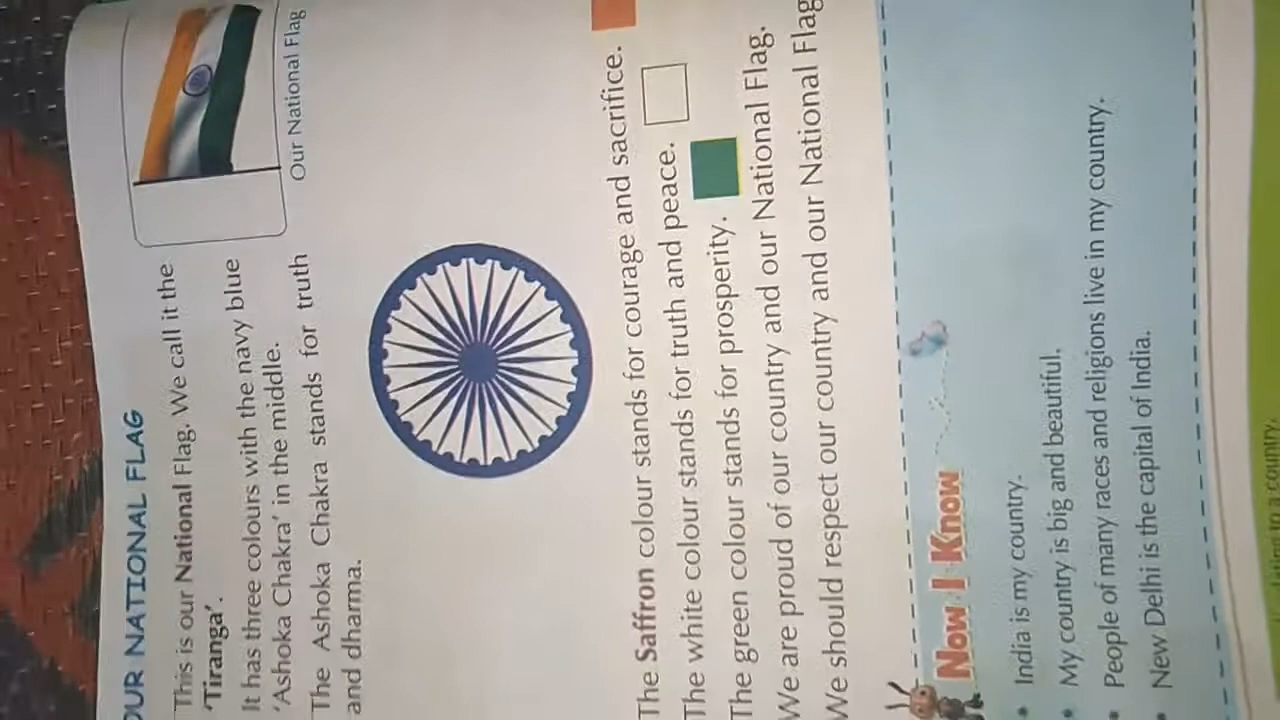 OUR NATIONAL FLAG
This is our National Flag. We call it the
'Tiranga'.
It has three colours with the navy blue
'Ashoka Chakra' in the middle.
The Ashoka Chakra stands for truth
and dharma.
Our National Flag
The Saffron colour stands for courage and sacrifice.
The white colour stands for truth and peace.
The green colour stands for prosperity.
We are proud of our country and our National Flag.
We should respect our country and our National Flag
Now I Know
• India is my country.
• My country is big and beautiful.
• People of many races and religions live in my country.
• New Delhi is the capital of India.
to a country.